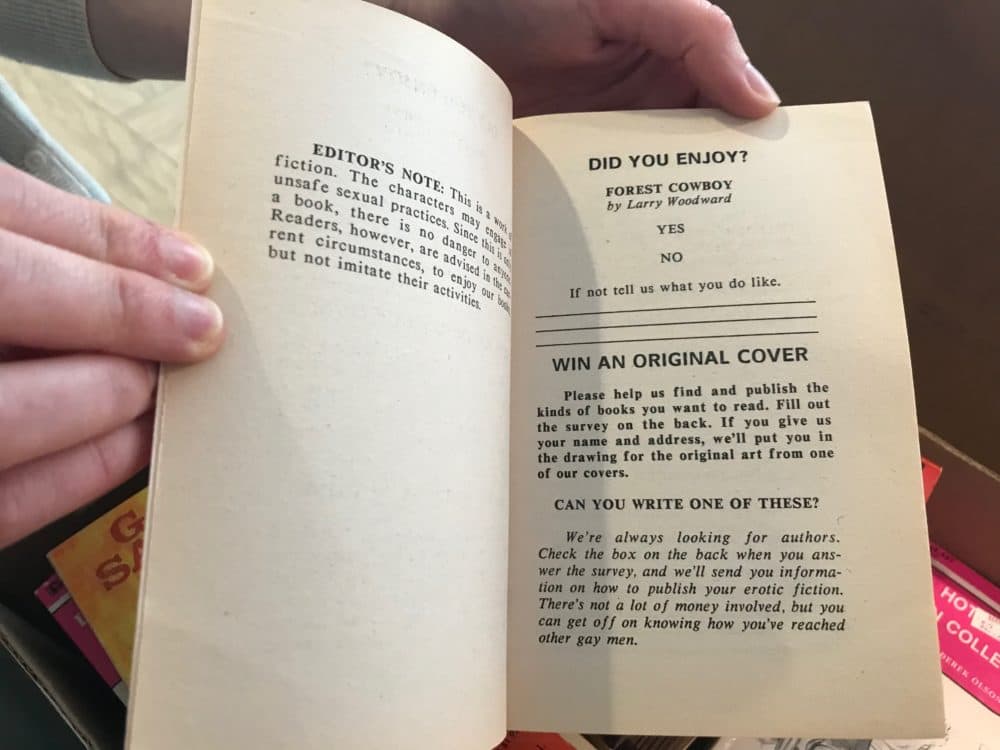 EDITOR'S NOTE: This is a work
fiction. The characters may engage
unsafe sexual practices. Since this is
a book, there is no danger to
Readers, however, are advised in the
rent circumstances, to enjoy our
but not imitate their activities.
DID YOU ENJOY?
FOREST COWBOY
by Larry Woodward
YES
NO
If not tell us what you do like.
WIN AN ORIGINAL COVER
Please help us find and publish the
kinds of books you want to read. Fill out
the survey on the back. If you give us
your name and address, we'll put you in
the drawing for the original art from one
of our covers.
CAN YOU WRITE ONE OF THESE?
We're always looking for authors.
Check the box on the back when you ans-
wer the survey, and we'll send you informa-
tion on how to publish your erotic fiction.
There's not a lot of money involved, but you
can get off on knowing how you've reached
other gay men.
HOT
COLLE
DEREK OLSO